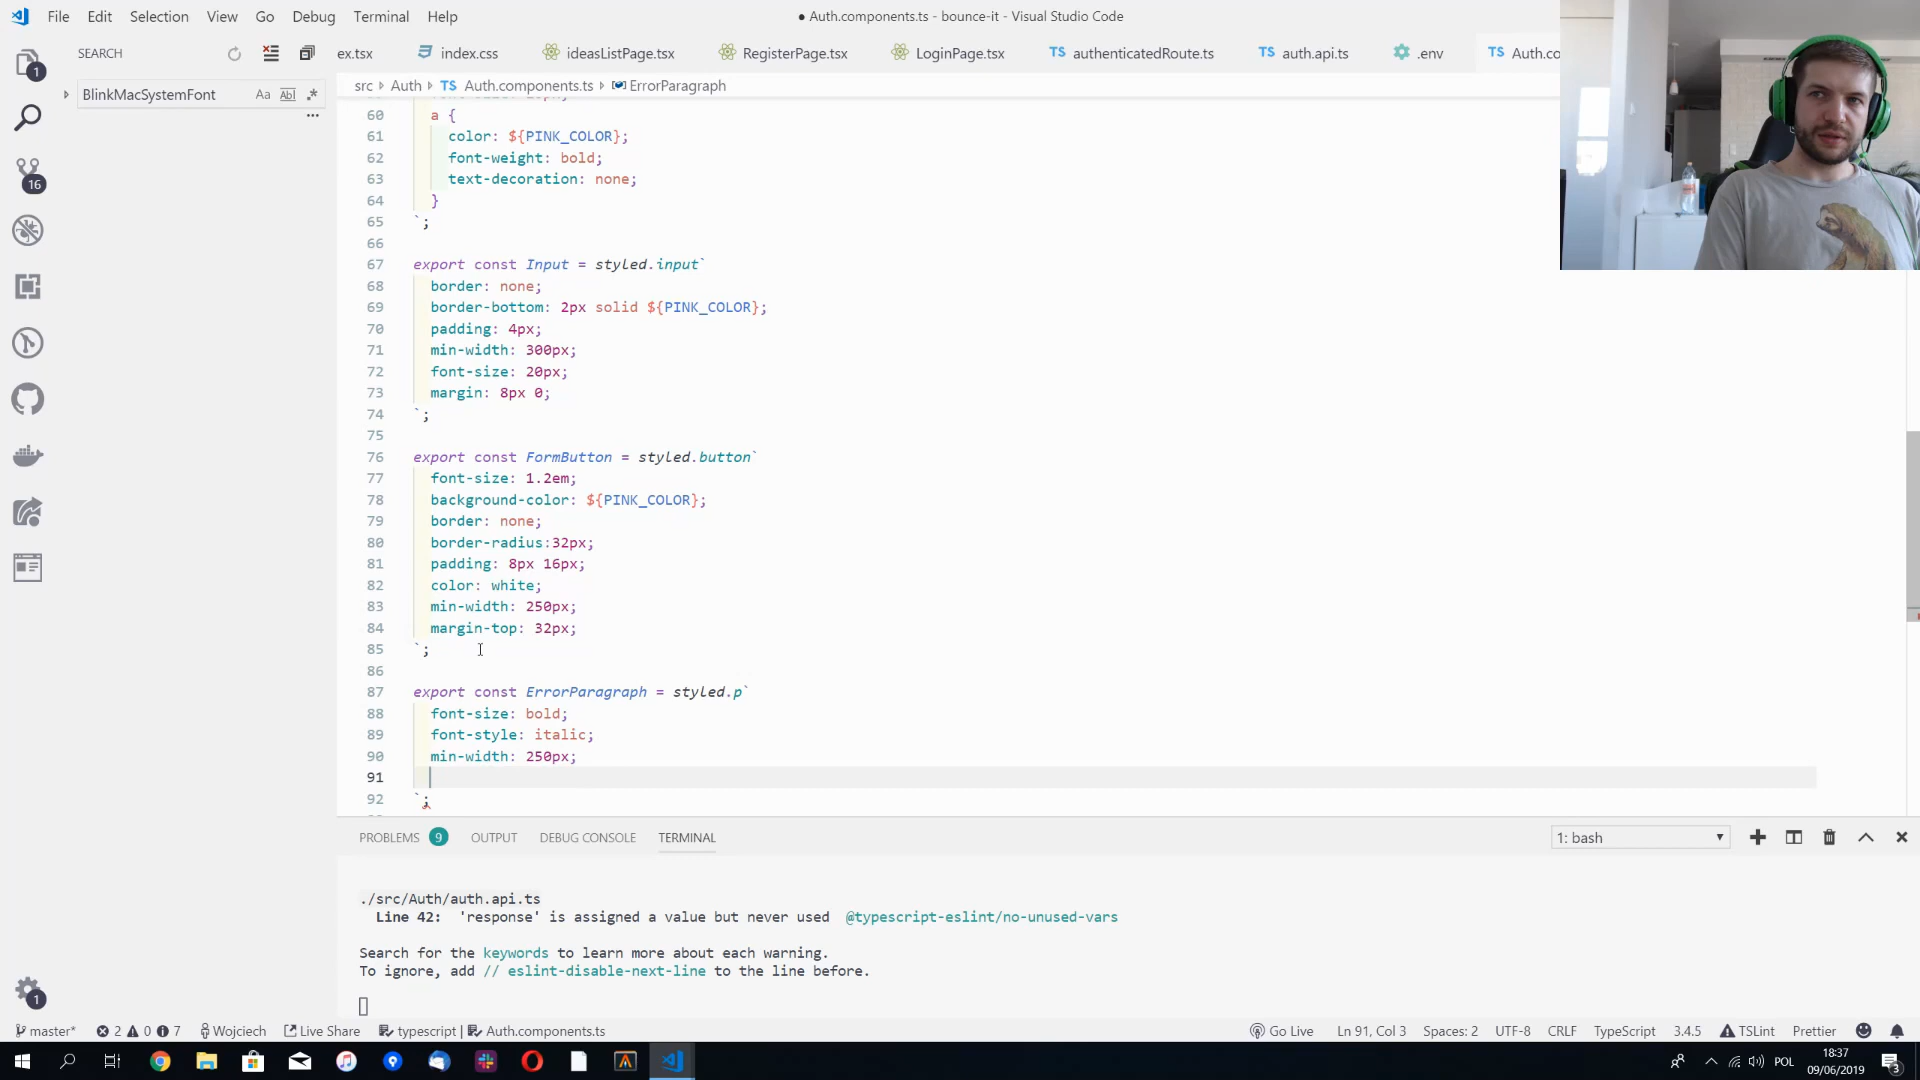 File Edit Selection View Go Debug Terminal Help
● Auth.components.ts - bounce-it - Visual Studio Code
SEARCH
ex.tsx index.css ideasListPage.tsx RegisterPage.tsx LoginPage.tsx TS authenticatedRoute.ts TS auth.api.ts .env TS Auth.co
BlinkMacSystemFont Aa Abl .*
src > Auth > TS Auth.components.ts > ErrorParagraph
1
16
60 a {
61 color: ${PINK_COLOR};
62 font-weight: bold;
63 text-decoration: none;
64 }
65 `;
66
67 export const Input = styled.input`
68 border: none;
69 border-bottom: 2px solid ${PINK_COLOR};
70 padding: 4px;
71 min-width: 300px;
72 font-size: 20px;
73 margin: 8px 0;
74 `;
75
76 export const FormButton = styled.button`
77 font-size: 1.2em;
78 background-color: ${PINK_COLOR};
79 border: none;
80 border-radius:32px;
81 padding: 8px 16px;
82 color: white;
83 min-width: 250px;
84 margin-top: 32px;
85 `;
86
87 export const ErrorParagraph = styled.p`
88 font-size: bold;
89 font-style: italic;
90 min-width: 250px;
91
92 `;
PROBLEMS 9 OUTPUT DEBUG CONSOLE TERMINAL 1: bash
./src/Auth/auth.api.ts
Line 42: 'response' is assigned a value but never used @typescript-eslint/no-unused-vars
Search for the keywords to learn more about each warning.
To ignore, add // eslint-disable-next-line to the line before.
1
master* 2 0 7 Wojciech Live Share typescript | Auth.components.ts Go Live Ln 91, Col 3 Spaces: 2 UTF-8 CRLF TypeScript 3.4.5 TSLint Prettier
POL 18:37
09/06/2019 3